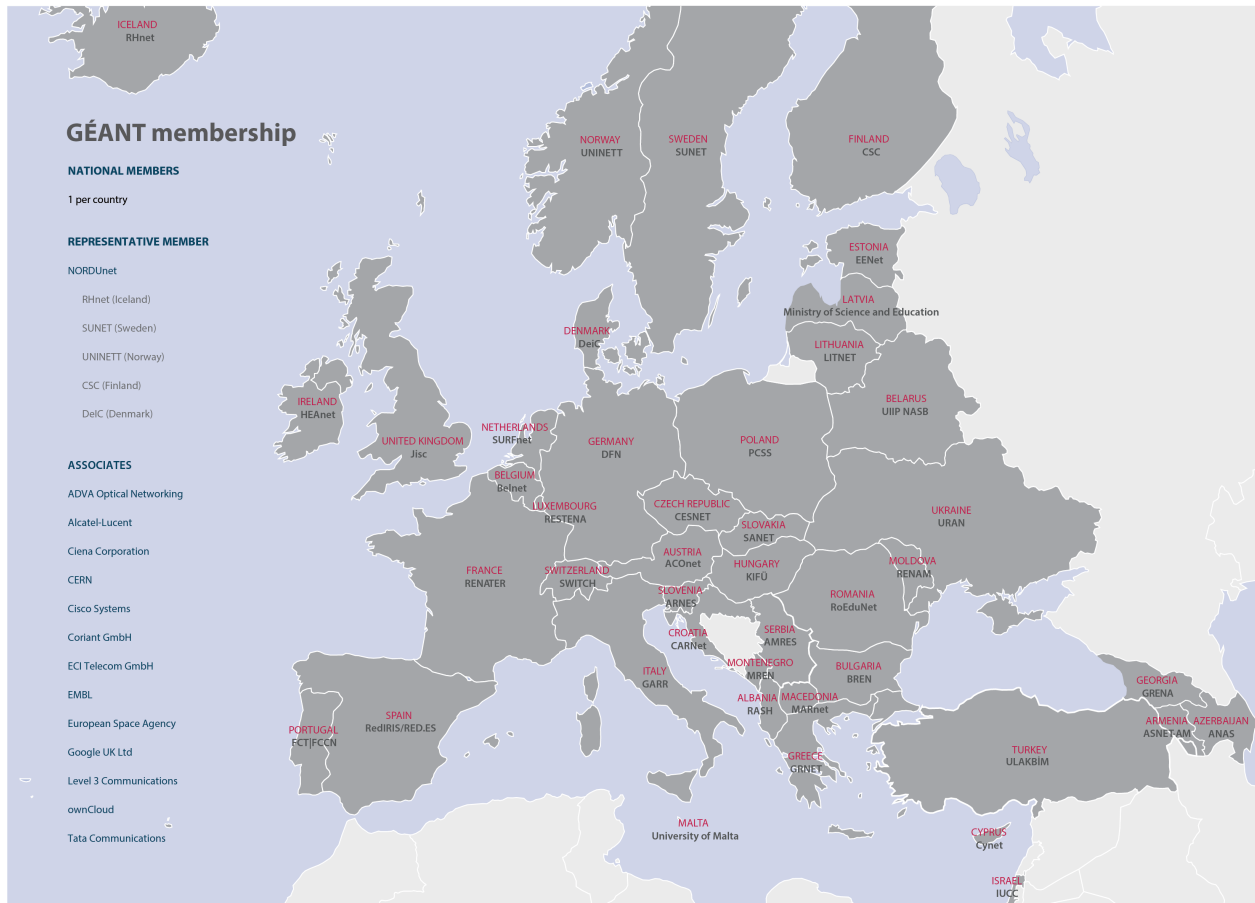 GÉANT membership
NATIONAL MEMBERS
1 per country
REPRESENTATIVE MEMBER
NORDUnet
RHnet (Iceland)
SUNET (Sweden)
UNINETT (Norway)
CSC (Finland)
DeIC (Denmark)
ASSOCIATES
ADVA Optical Networking
Alcatel-Lucent
Ciena Corporation
CERN
Cisco Systems
Coriant GmbH
ECI Telecom GmbH
EMBL
European Space Agency
Google UK Ltd
Level 3 Communications
ownCloud
Tata Communications
ICELAND
RHnet
NORWAY
UNINETT
SWEDEN
SUNET
FINLAND
CSC
ESTONIA
EENet
LATVIA
Ministry of Science and Education
LITHUANIA
LITNET
DENMARK
DeiC
BELARUS
UIIP NASB
IRELAND
HEAnet
UNITED KINGDOM
Jisc
NETHERLANDS
SURFnet
GERMANY
DFN
POLAND
PCSS
BELGIUM
Belnet
LUXEMBOURG
RESTENA
CZECH REPUBLIC
CESNET
SLOVAKIA
SANET
UKRAINE
URAN
FRANCE
RENATER
SWITZERLAND
SWITCH
AUSTRIA
ACOnet
HUNGARY
KIFÜ
MOLDOVA
RENAM
SLOVENIA
ARNES
ROMANIA
RoEduNet
CROATIA
CARNet
SERBIA
AMRES
ITALY
GARR
MONTENEGRO
MREN
BULGARIA
BREN
ALBANIA
RASH
MACEDONIA
MARnet
GEORGIA
GRENA
PORTUGAL
FCT|FCCN
SPAIN
RedIRIS/RED.ES
ARMENIA
ASNET-AM
AZERBAIJAN
ANAS
GREECE
GRNET
TURKEY
ULAKBİM
MALTA
University of Malta
CYPRUS
Cynet
ISRAEL
IUCC